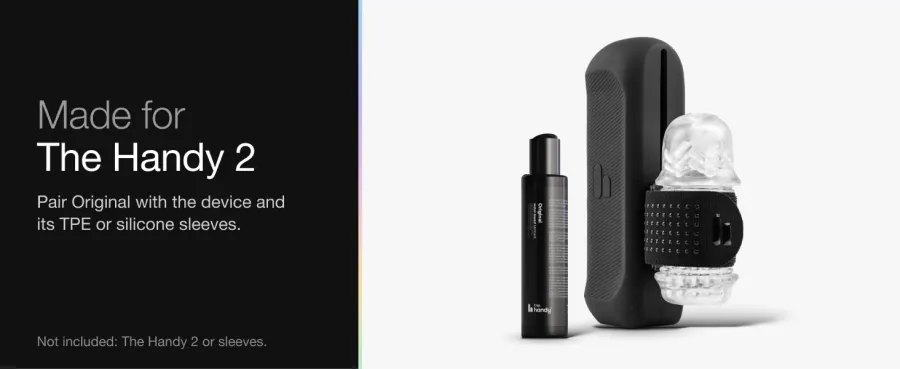 Made for
The Handy 2
Pair Original with the device and
its TPE or silicone sleeves.
Not included: The Handy 2 or sleeves.
Original
THE
handy